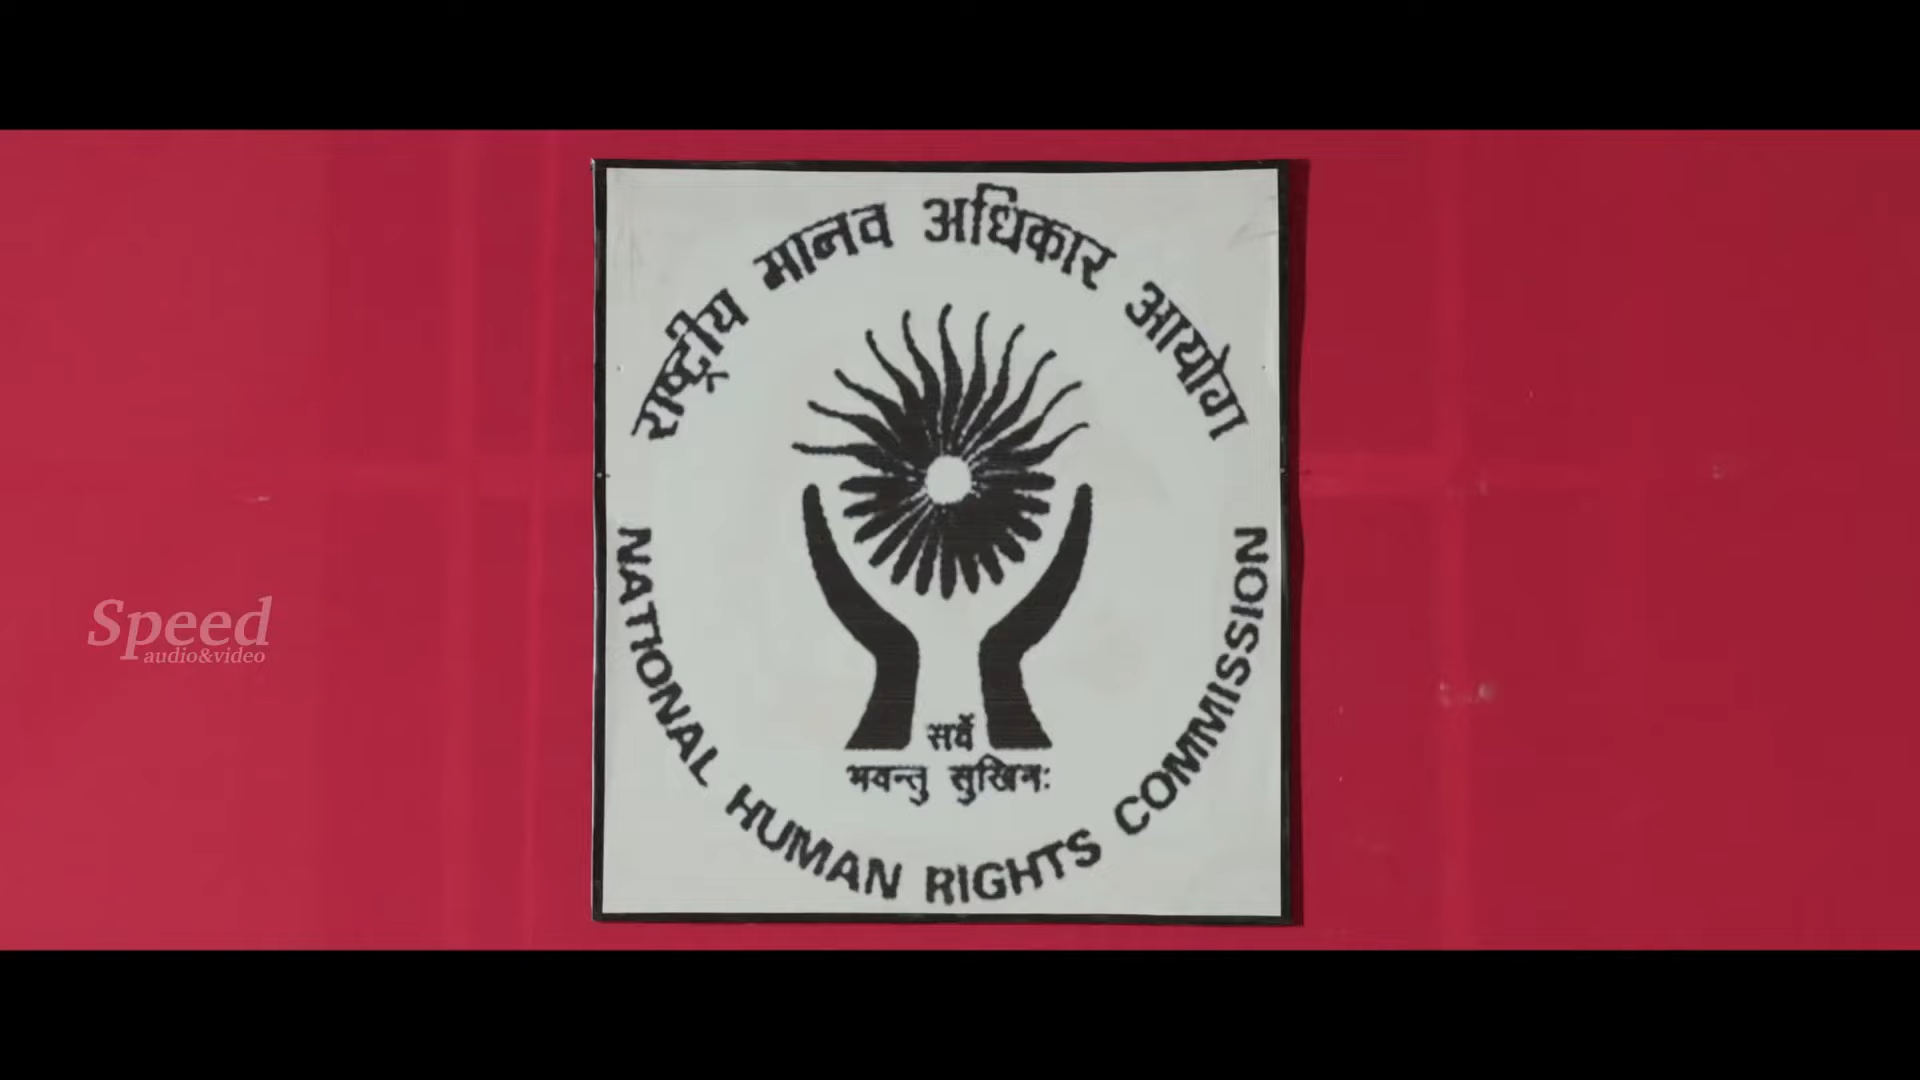 राष्ट्रीय मानव अधिकार आयोग
सर्वे
भवन्तु सुखिनः
NATIONAL HUMAN RIGHTS COMMISSION
Speed
audio&video